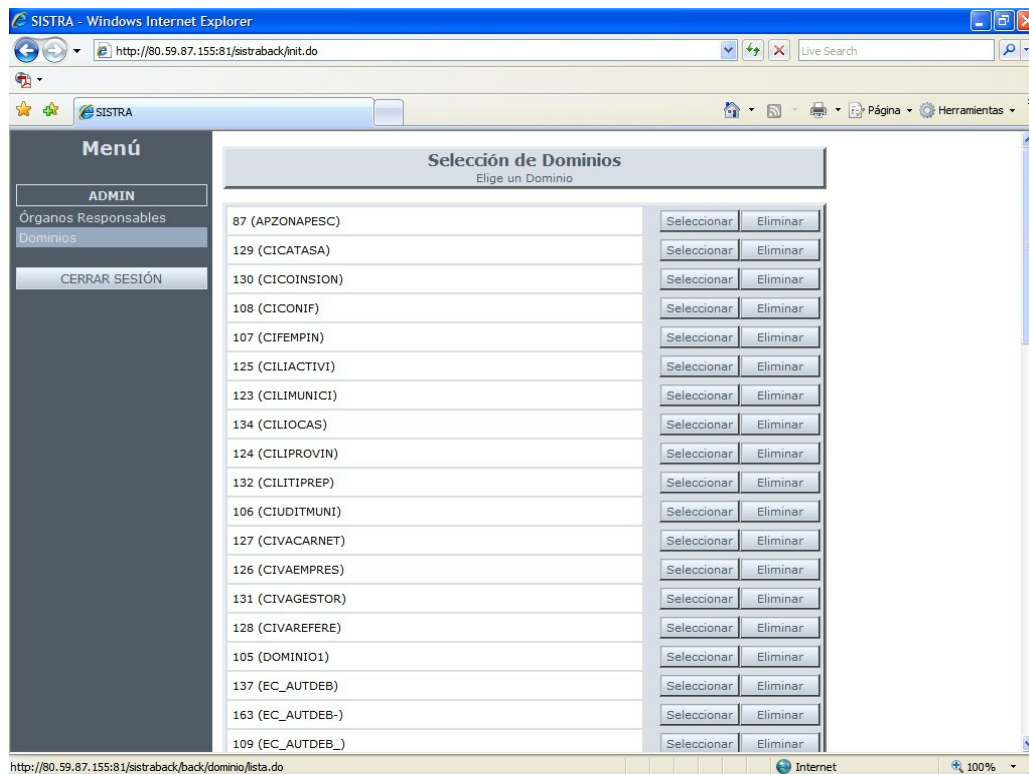 SISTRA - Windows Internet Explorer
http://80.59.87.155:81/sistraback/init.do
Live Search
SISTRA
Página
Herramientas
Menú
ADMIN
Órganos Responsables
Dominios
CERRAR SESIÓN
Selección de Dominios
Elige un Dominio
87 (APZONAPESC) Seleccionar Eliminar
129 (CICATASA) Seleccionar Eliminar
130 (CICOINSION) Seleccionar Eliminar
108 (CICONIF) Seleccionar Eliminar
107 (CIFEMPIN) Seleccionar Eliminar
125 (CILIACTIVI) Seleccionar Eliminar
123 (CILIMUNICI) Seleccionar Eliminar
134 (CILIOCAS) Seleccionar Eliminar
124 (CILIPROVIN) Seleccionar Eliminar
132 (CILITIPREP) Seleccionar Eliminar
106 (CIUDITMUNI) Seleccionar Eliminar
127 (CIVACARNET) Seleccionar Eliminar
126 (CIVAEMPRES) Seleccionar Eliminar
131 (CIVAGESTOR) Seleccionar Eliminar
128 (CIVAREFERE) Seleccionar Eliminar
105 (DOMINIO1) Seleccionar Eliminar
137 (EC_AUTDEB) Seleccionar Eliminar
163 (EC_AUTDEB-) Seleccionar Eliminar
109 (EC_AUTDEB_) Seleccionar Eliminar
http://80.59.87.155:81/sistraback/back/dominio/lista.do
Internet
100%